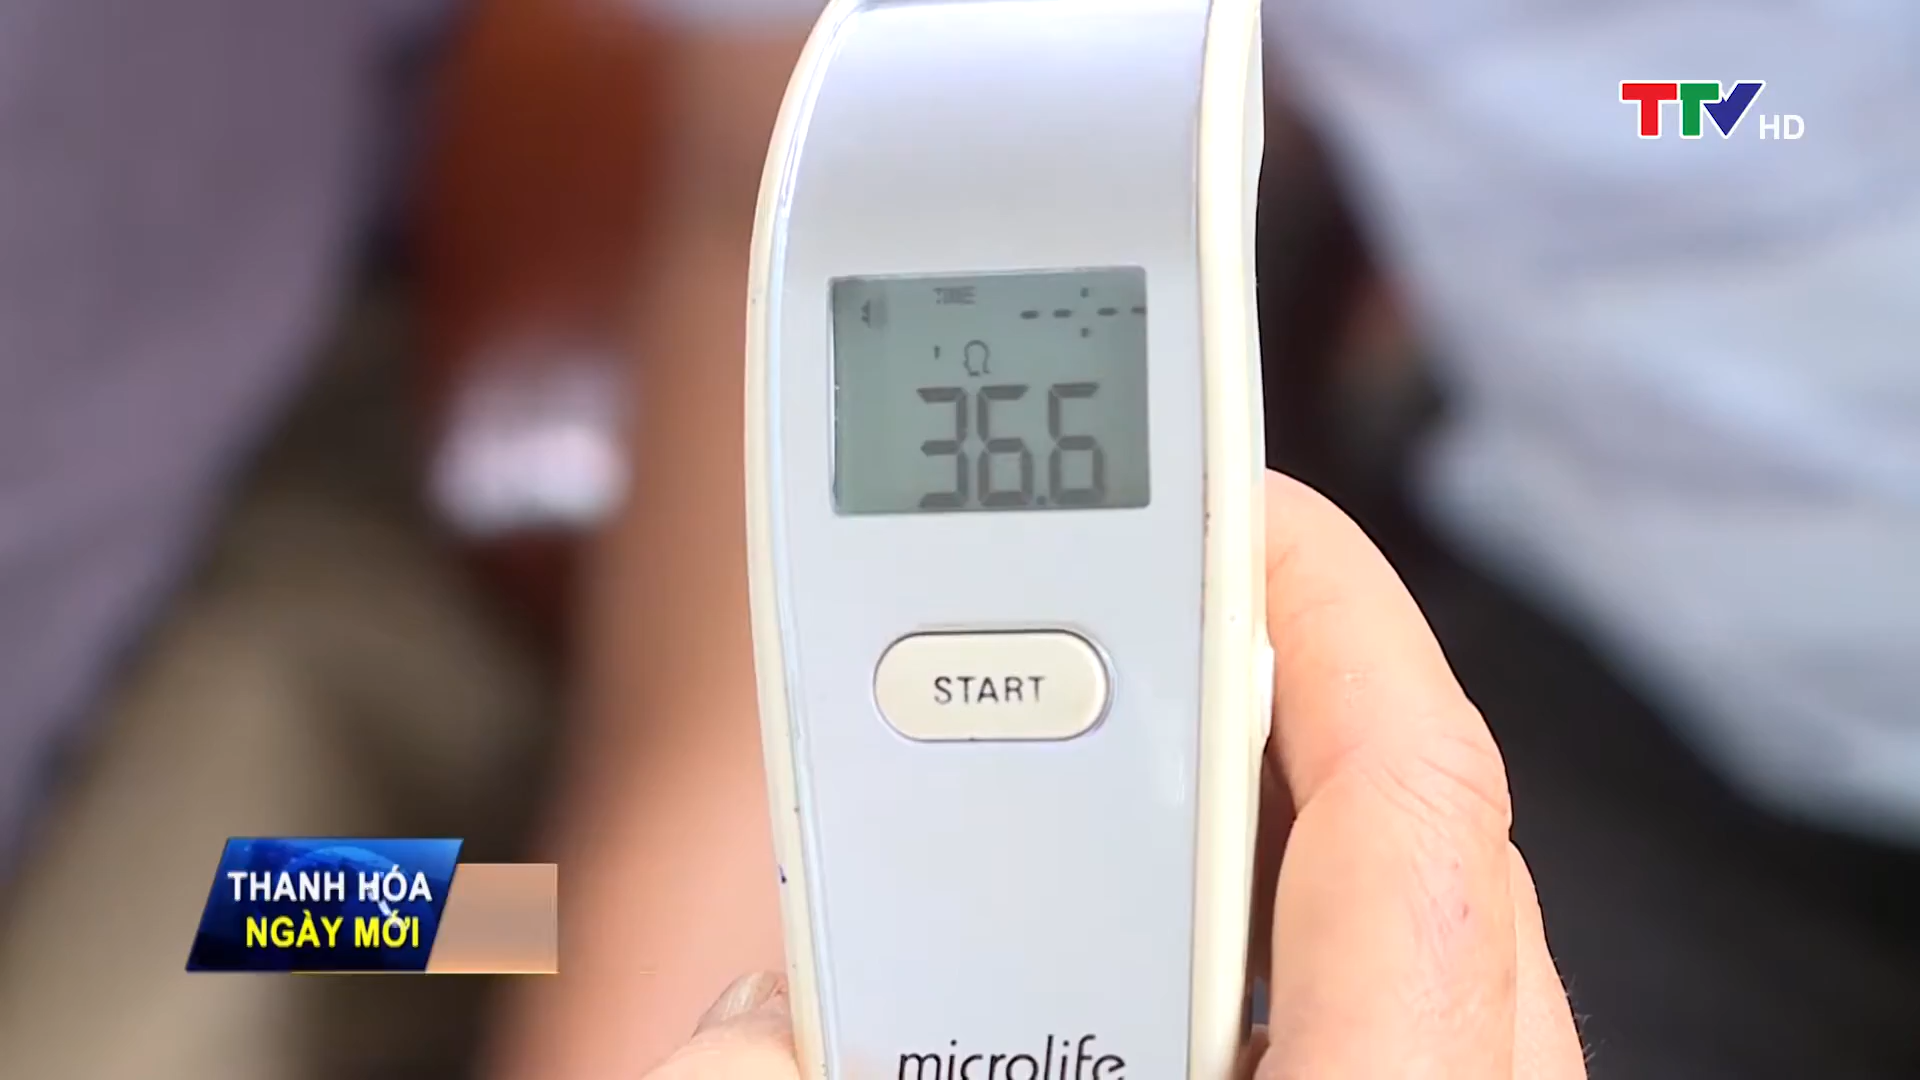 TTV HD
TIME
--:--
36.6
START
THANH HÓA
NGÀY MỚI
microlife